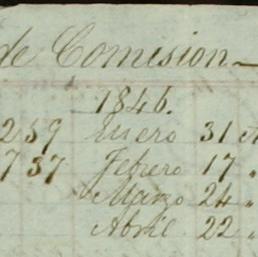 de Comision
1846.
259 Enero 31 A
737 Febrero 17 "
Marzo 24 "
Abril 22 "